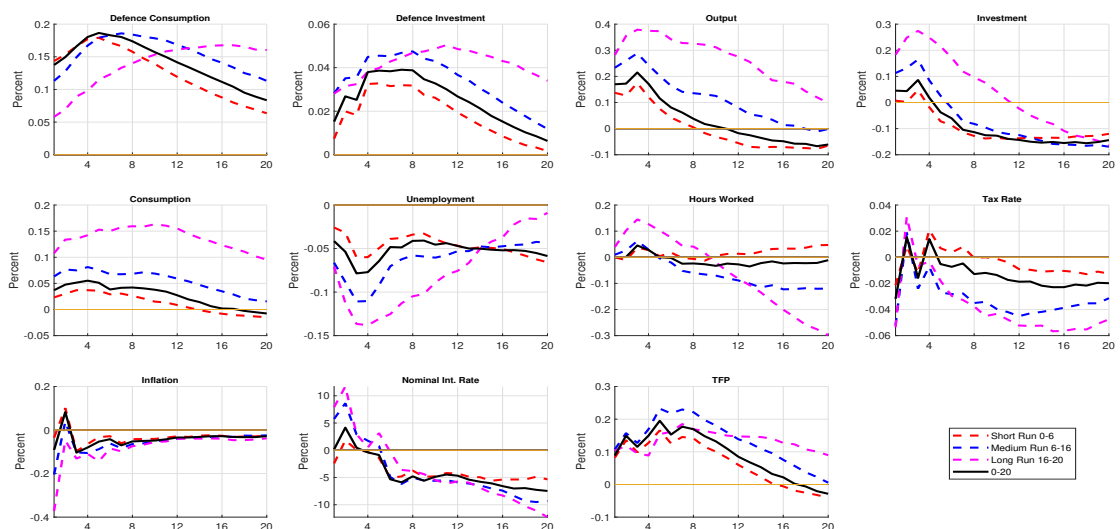 Defence Consumption
Defence Investment
Output
Investment
Percent
0.2
0.15
0.1
0.05
0
4 8 12 16 20
Percent
0.06
0.04
0.02
0
4 8 12 16 20
Percent
0.4
0.3
0.2
0.1
0
-0.1
4 8 12 16 20
Percent
0.3
0.2
0.1
0
-0.1
-0.2
4 8 12 16 20
Consumption
Unemployment
Hours Worked
Tax Rate
Percent
0.2
0.15
0.1
0.05
0
-0.05
4 8 12 16 20
Percent
0
-0.05
-0.1
-0.15
4 8 12 16 20
Percent
0.2
0.1
0
-0.1
-0.2
-0.3
4 8 12 16 20
Percent
0.04
0.02
0
-0.02
-0.04
-0.06
4 8 12 16 20
Inflation
Nominal Int. Rate
TFP
Percent
0.2
0
-0.2
-0.4
4 8 12 16 20
Percent
10
5
0
-5
-10
4 8 12 16 20
Percent
0.3
0.2
0.1
0
-0.1
4 8 12 16 20
Short Run 0-6
Medium Run 6-16
Long Run 16-20
0-20